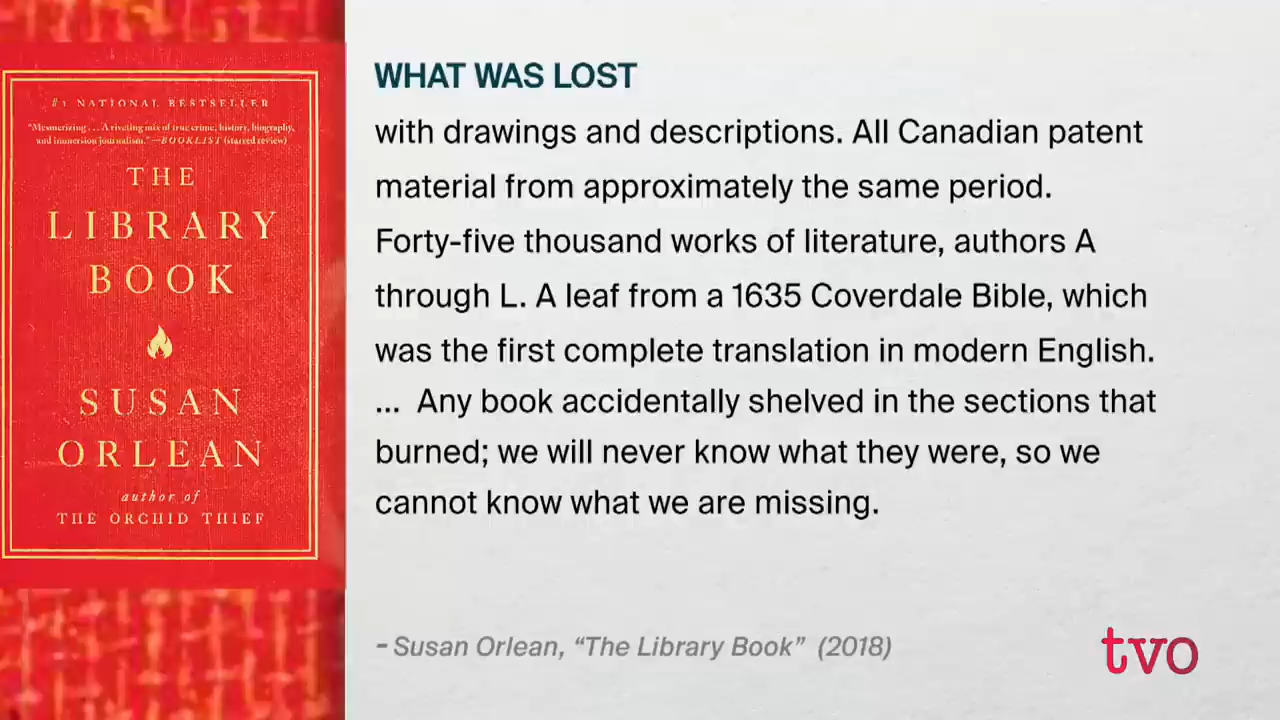 #1 NATIONAL BESTSELLER
"Mesmerizing . . . A riveting mix of true crime, history, biography,
and immersion journalism." —BOOKLIST (starred review)
THE
LIBRARY
BOOK
SUSAN
ORLEAN
author of
THE ORCHID THIEF
WHAT WAS LOST
with drawings and descriptions. All Canadian patent
material from approximately the same period.
Forty-five thousand works of literature, authors A
through L. A leaf from a 1635 Coverdale Bible, which
was the first complete translation in modern English.
... Any book accidentally shelved in the sections that
burned; we will never know what they were, so we
cannot know what we are missing.
- Susan Orlean, “The Library Book” (2018)
tvo